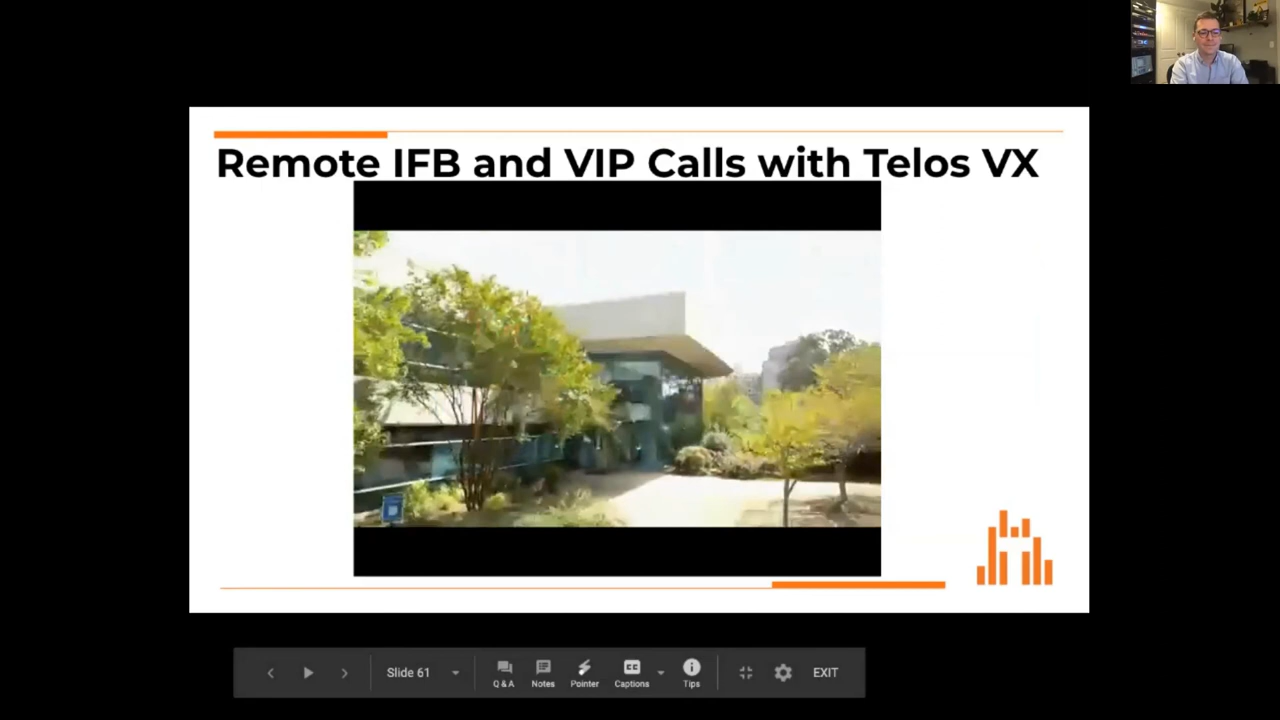 Remote IFB and VIP Calls with Telos VX
Slide 61
Q & A
Notes
Pointer
Captions
Tips
EXIT